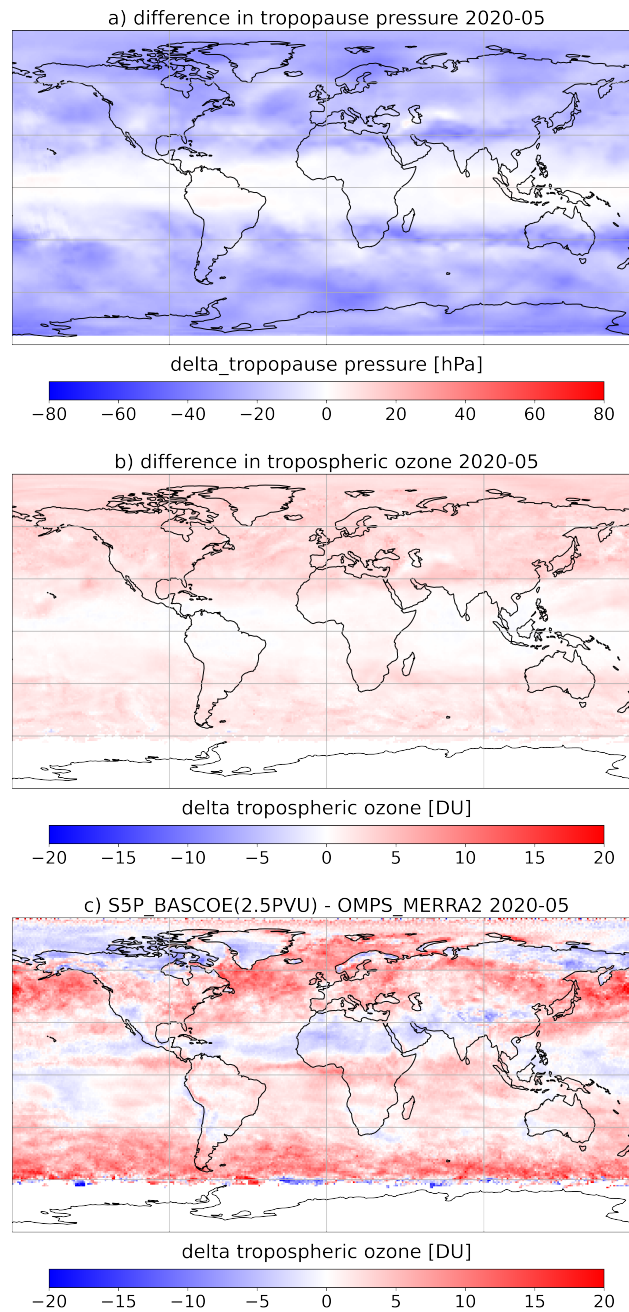 a) difference in tropopause pressure 2020-05
delta_tropopause pressure [hPa]
−80 −60 −40 −20 0 20 40 60 80
b) difference in tropospheric ozone 2020-05
delta tropospheric ozone [DU]
−20 −15 −10 −5 0 5 10 15 20
c) S5P_BASCOE(2.5PVU) - OMPS_MERRA2 2020-05
delta tropospheric ozone [DU]
−20 −15 −10 −5 0 5 10 15 20